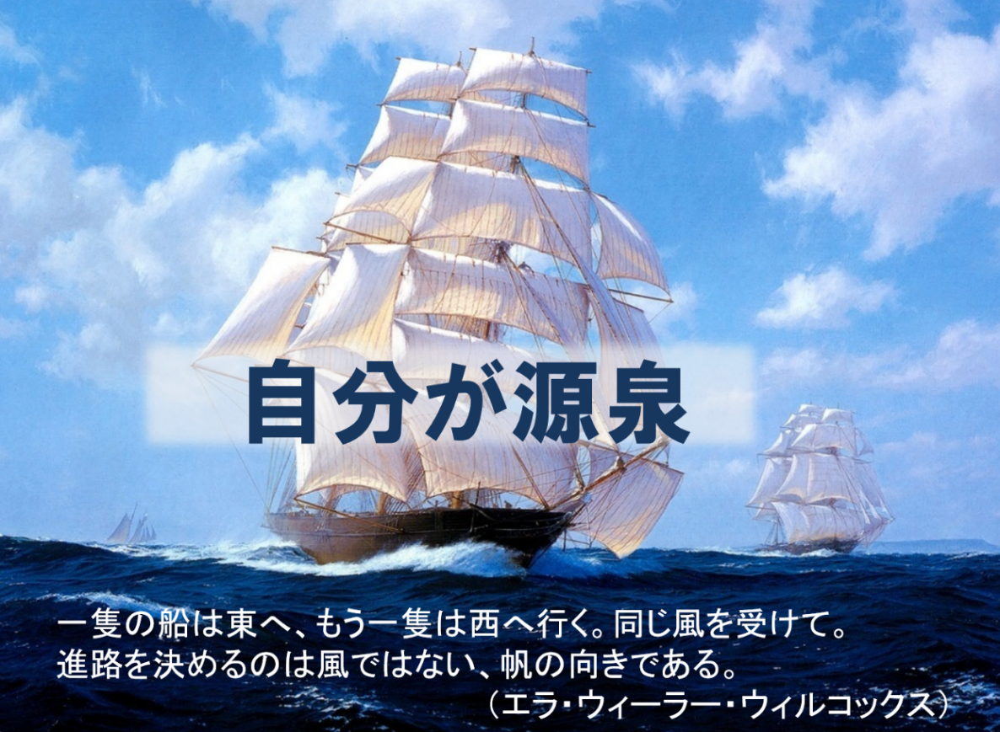 自分が源泉
一隻の船は東へ、もう一隻は西へ行く。同じ風を受けて。
進路を決めるのは風ではない、帆の向きである。
（エラ・ウィーラー・ウィルコックス）